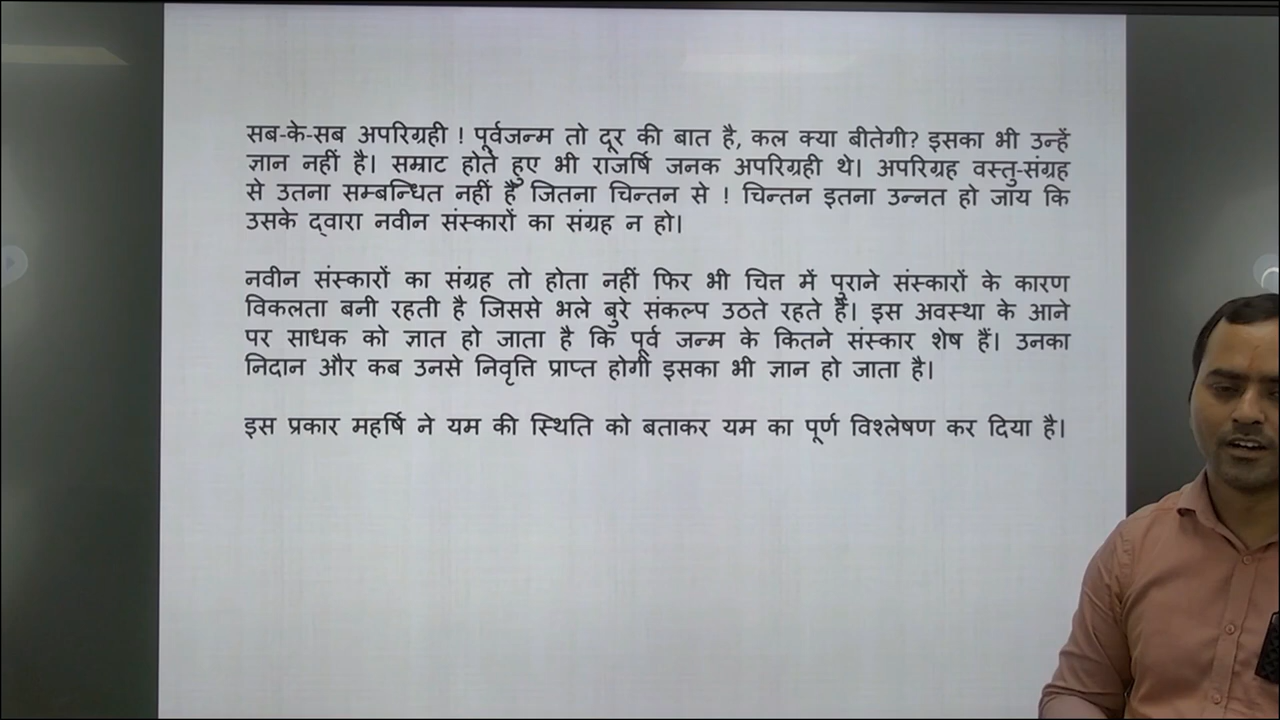 सब-के-सब अपरिग्रही ! पूर्वजन्म तो दूर की बात है, कल क्या बीतेगी? इसका भी उन्हें
ज्ञान नहीं है। सम्राट होते हुए भी राजर्षि जनक अपरिग्रही थे। अपरिग्रह वस्तु-संग्रह
से उतना सम्बन्धित नहीं है जितना चिन्तन से ! चिन्तन इतना उन्नत हो जाय कि
उसके द्वारा नवीन संस्कारों का संग्रह न हो।
नवीन संस्कारों का संग्रह तो होता नहीं फिर भी चित्त में पुराने संस्कारों के कारण
विकलता बनी रहती है जिससे भले बुरे संकल्प उठते रहते हैं। इस अवस्था के आने
पर साधक को ज्ञात हो जाता है कि पूर्व जन्म के कितने संस्कार शेष हैं। उनका
निदान और कब उनसे निवृत्ति प्राप्त होगी इसका भी ज्ञान हो जाता है।
इस प्रकार महर्षि ने यम की स्थिति को बताकर यम का पूर्ण विश्लेषण कर दिया है।